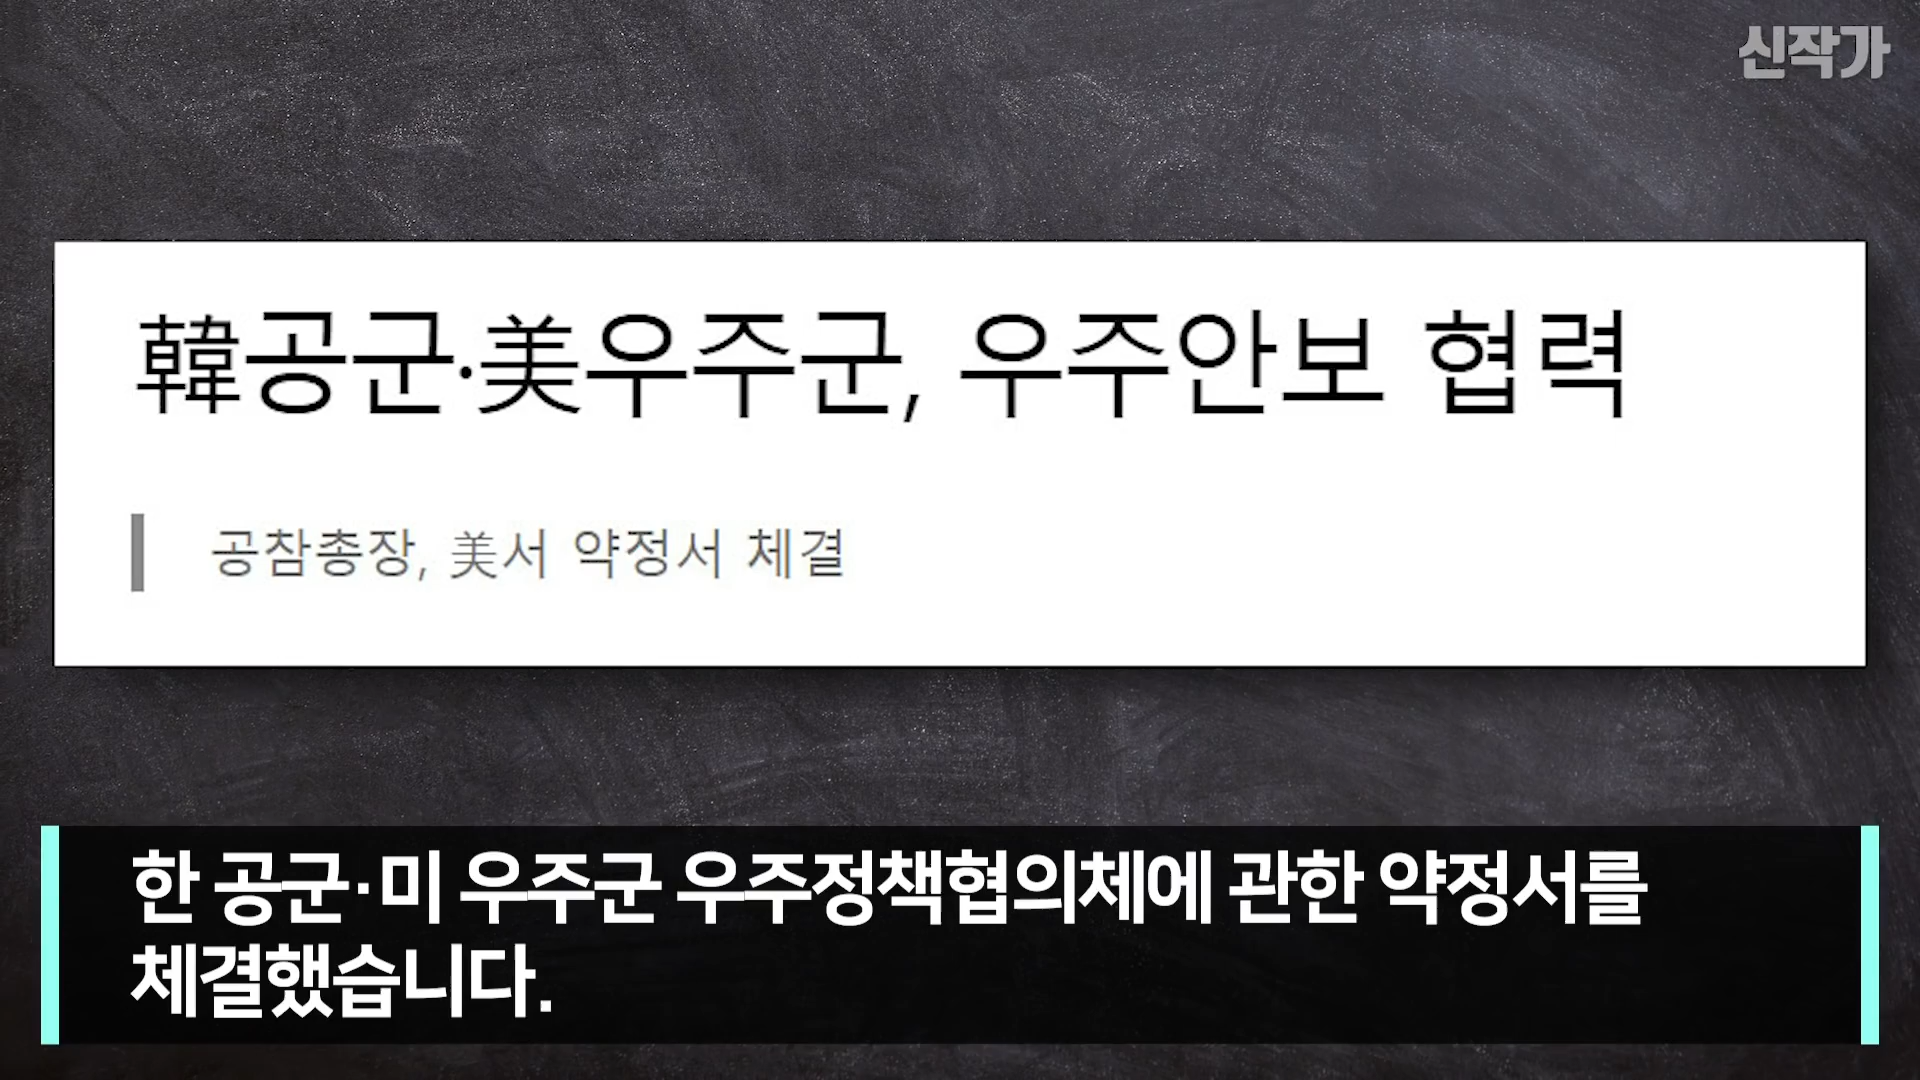 신작가
韓공군·美우주군, 우주안보 협력
공참총장, 美서 약정서 체결
한 공군·미 우주군 우주정책협의체에 관한 약정서를
체결했습니다.